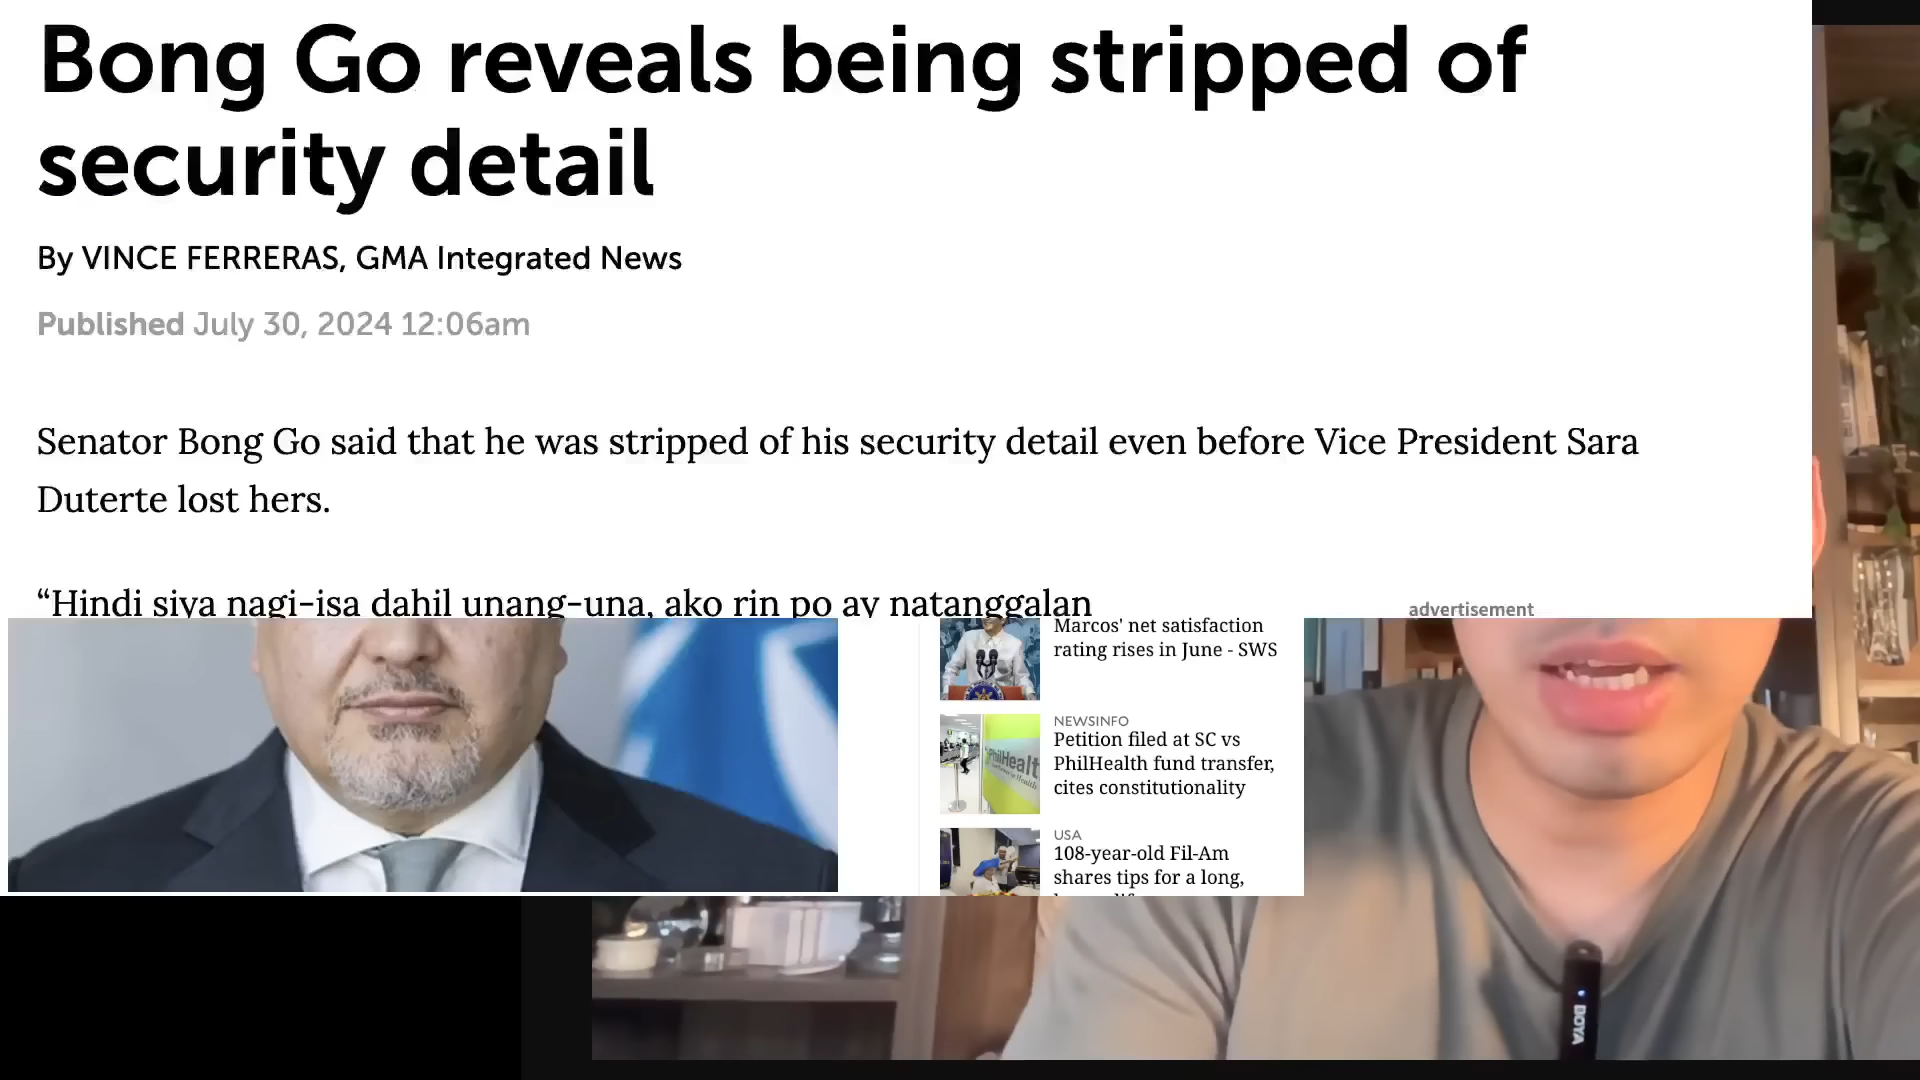 Bong Go reveals being stripped of
security detail
By VINCE FERRERAS, GMA Integrated News
Published July 30, 2024 12:06am
Senator Bong Go said that he was stripped of his security detail even before Vice President Sara
Duterte lost hers.
“Hindi siya nagi-isa dahil unang-una, ako rin po ay natanggalan
advertisement
Marcos' net satisfaction
rating rises in June - SWS
NEWSINFO
Petition filed at SC vs
PhilHealth fund transfer,
cites constitutionality
USA
108-year-old Fil-Am
shares tips for a long,
PhilHealt
BOYA